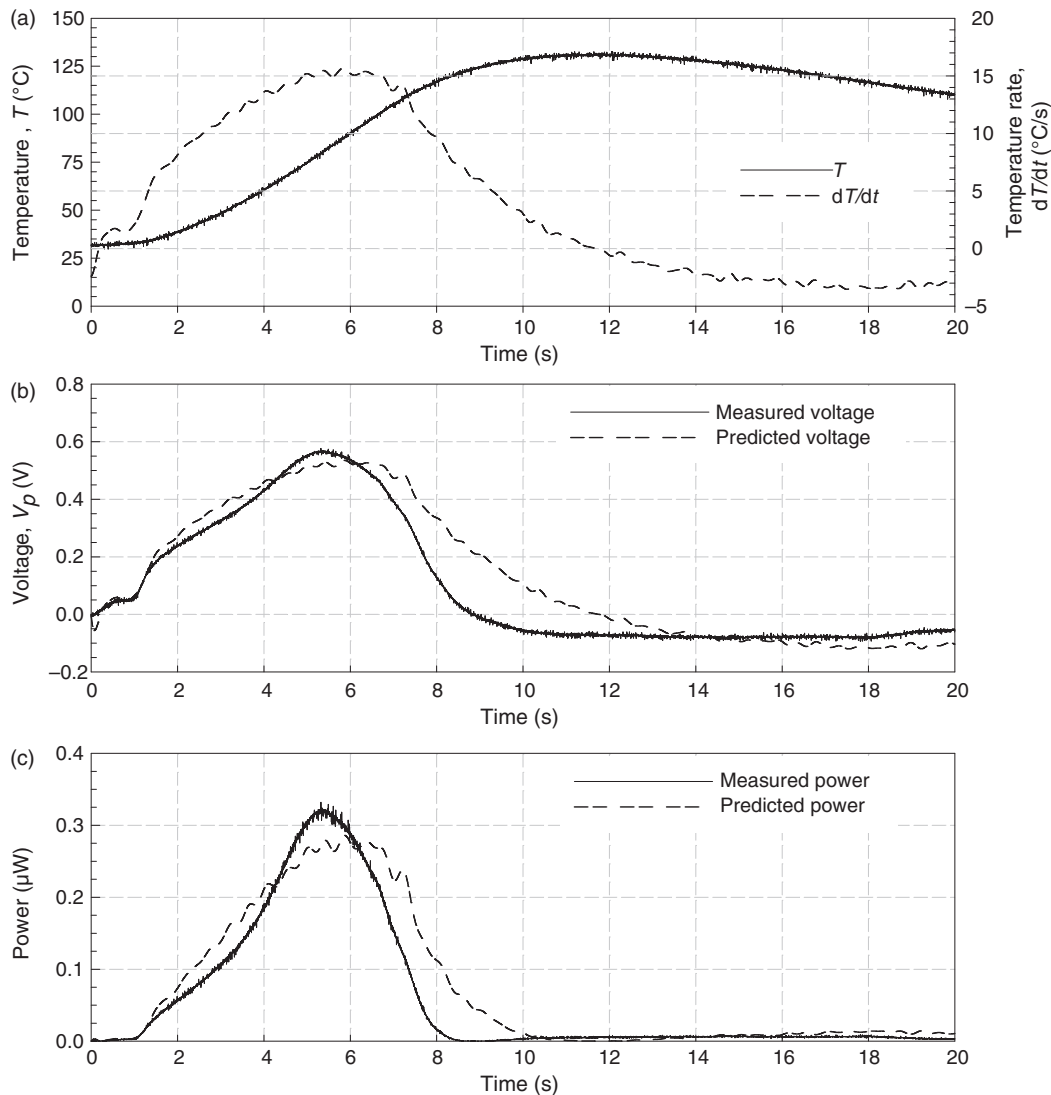 (a)
150
125
100
75
50
25
0
Temperature , T (°C)
20
15
10
5
0
–5
Temperature rate,
dT/dt (°C/s)
T
dT/dt
0 2 4 6 8 10 12 14 16 18 20
Time (s)
(b)
0.8
0.6
0.4
0.2
0.0
–0.2
Voltage, Vp (V)
Measured voltage
Predicted voltage
0 2 4 6 8 10 12 14 16 18 20
Time (s)
(c)
0.4
0.3
0.2
0.1
0.0
Power (μW)
Measured power
Predicted power
0 2 4 6 8 10 12 14 16 18 20
Time (s)